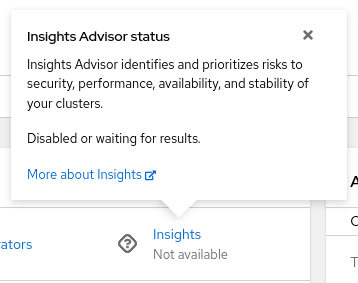 Insights Advisor status
Insights Advisor identifies and prioritizes risks to
security, performance, availability, and stability of
your clusters.
Disabled or waiting for results.
More about Insights
Insights
Not available